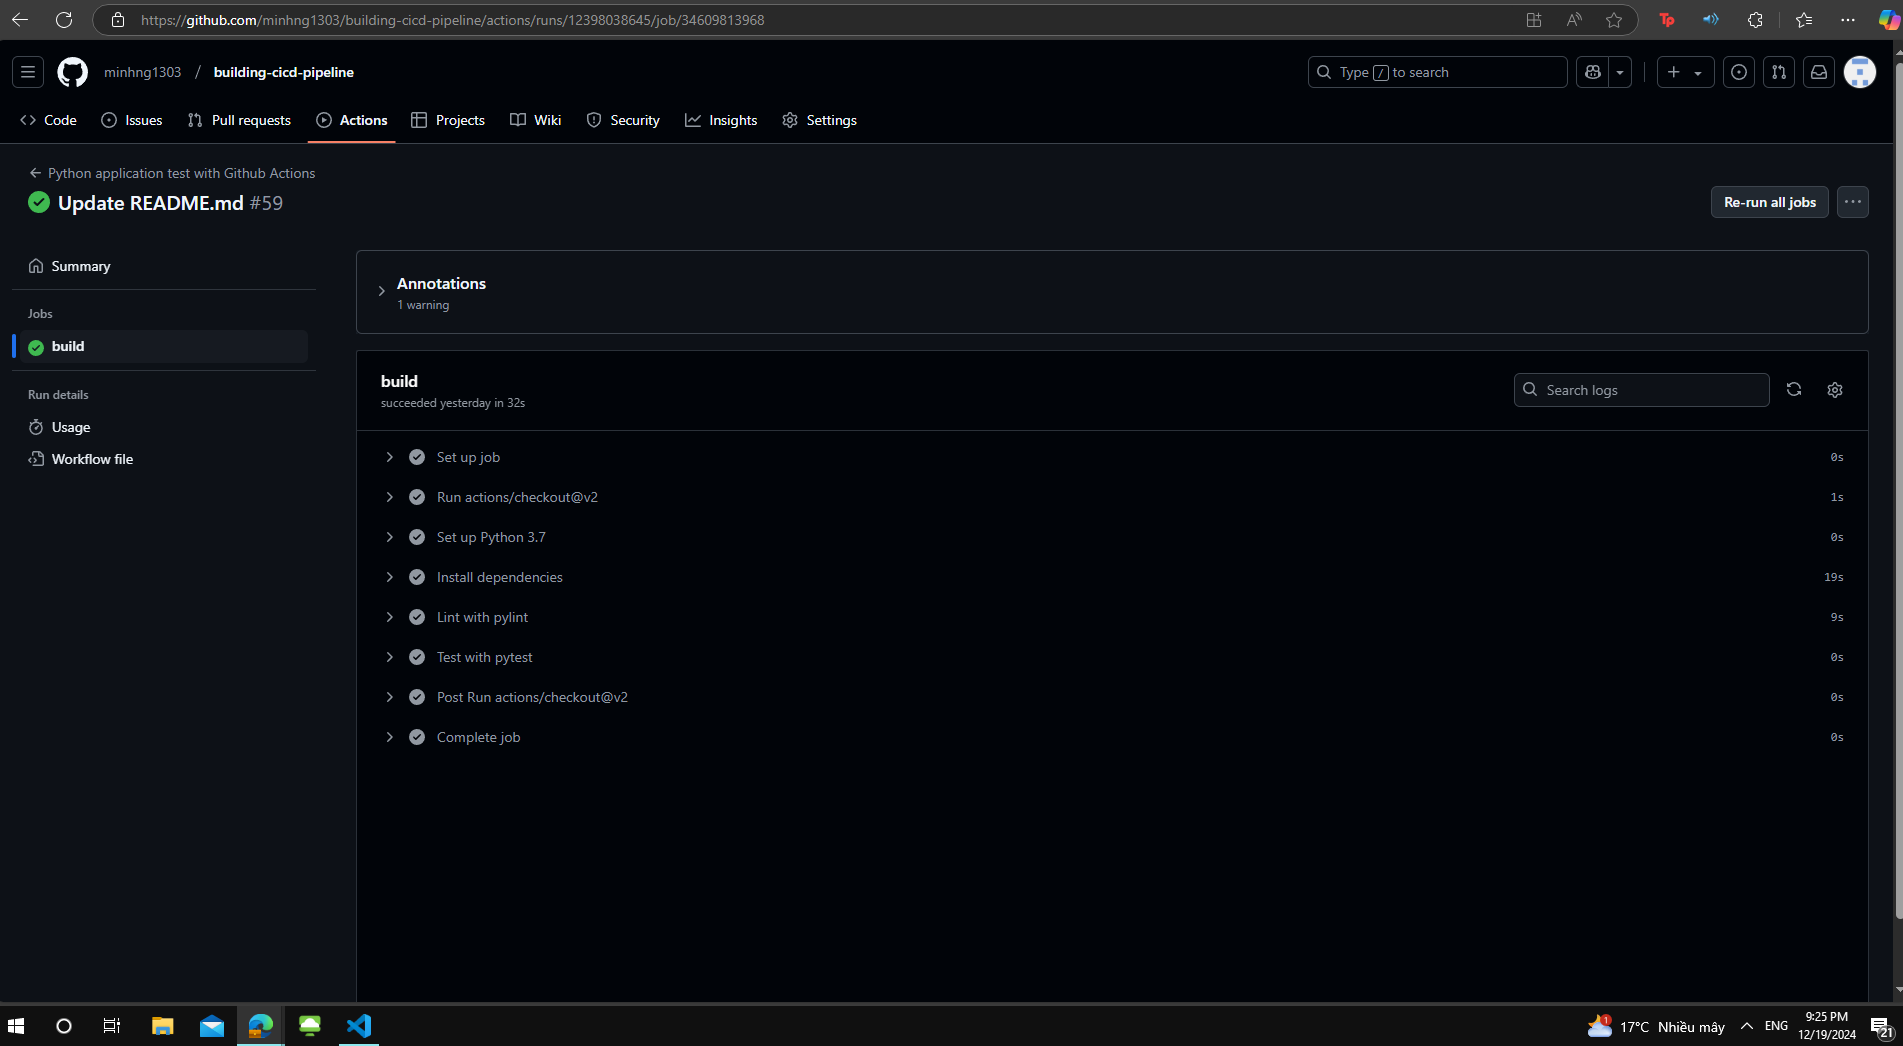 https://github.com/minhng1303/building-cicd-pipeline/actions/runs/12398038645/job/34609813968
minhng1303 / building-cicd-pipeline
Type / to search
Code Issues Pull requests Actions Projects Wiki Security Insights Settings
Python application test with Github Actions
Update README.md #59
Re-run all jobs
Summary
Jobs
build
Run details
Usage
Workflow file
Annotations
1 warning
build
succeeded yesterday in 32s
Search logs
Set up job 0s
Run actions/checkout@v2 1s
Set up Python 3.7 0s
Install dependencies 19s
Lint with pylint 9s
Test with pytest 0s
Post Run actions/checkout@v2 0s
Complete job 0s
1
17°C Nhiều mây
ENG
9:25 PM
12/19/2024
21